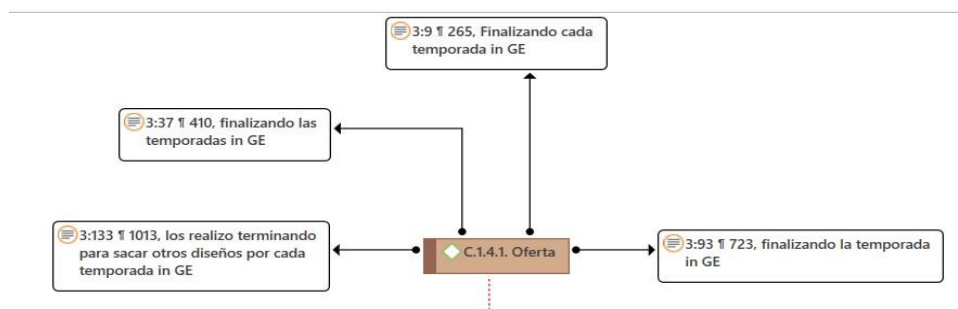 3:9 ¶ 265, Finalizando cada
temporada in GE
3:37 ¶ 410, finalizando las
temporadas in GE
3:133 ¶ 1013, los realizo terminando
para sacar otros diseños por cada
temporada in GE
C.1.4.1. Oferta
3:93 ¶ 723, finalizando la temporada
in GE